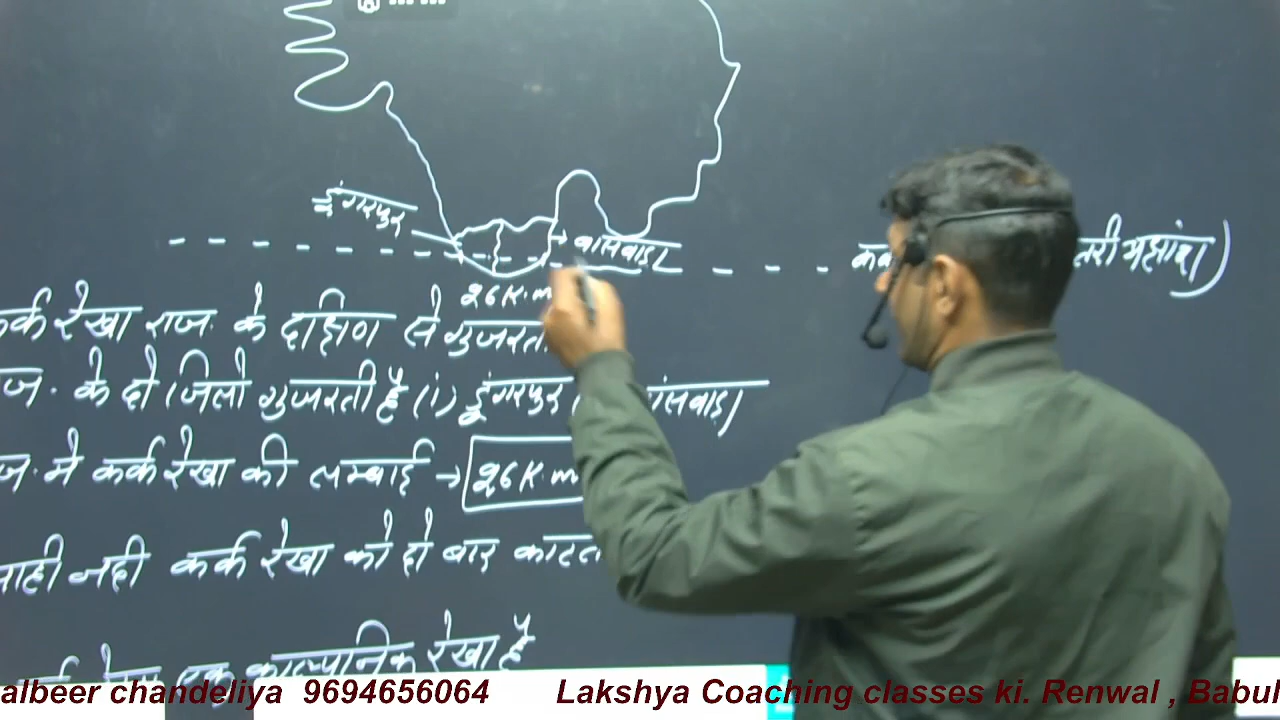 डूंगरपुर
बांसवाड़ा
26 K.m
कर्क रेखा राज. के दक्षिण से गुजरती
ज. के दो जिलो गुजरती है (i) डूंगरपुर बांसवाड़ा
ज. मे कर्क रेखा की लम्बाई → 26 K.m
माही नदी कर्क रेखा को दो बार काटत
एक काल्पनिक रेखा है
albeer chandeliya 9694656064 Lakshya Coaching classes ki. Renwal , Babul